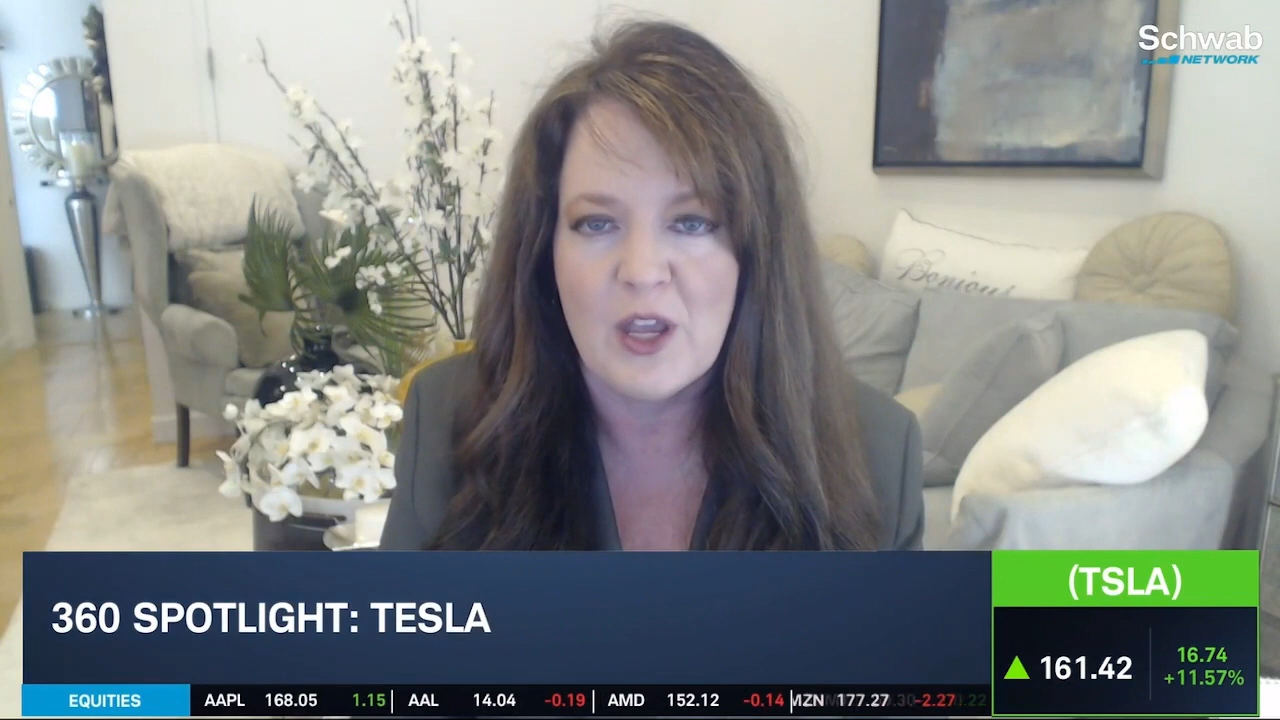 Schwab
NETWORK
Bonjour
360 SPOTLIGHT: TESLA
(TSLA)
161.42
16.74
+11.57%
EQUITIES
AAPL 168.05 1.15
AAL 14.04 -0.19
AMD 152.12 -0.14
MZN 177.27 -2.27